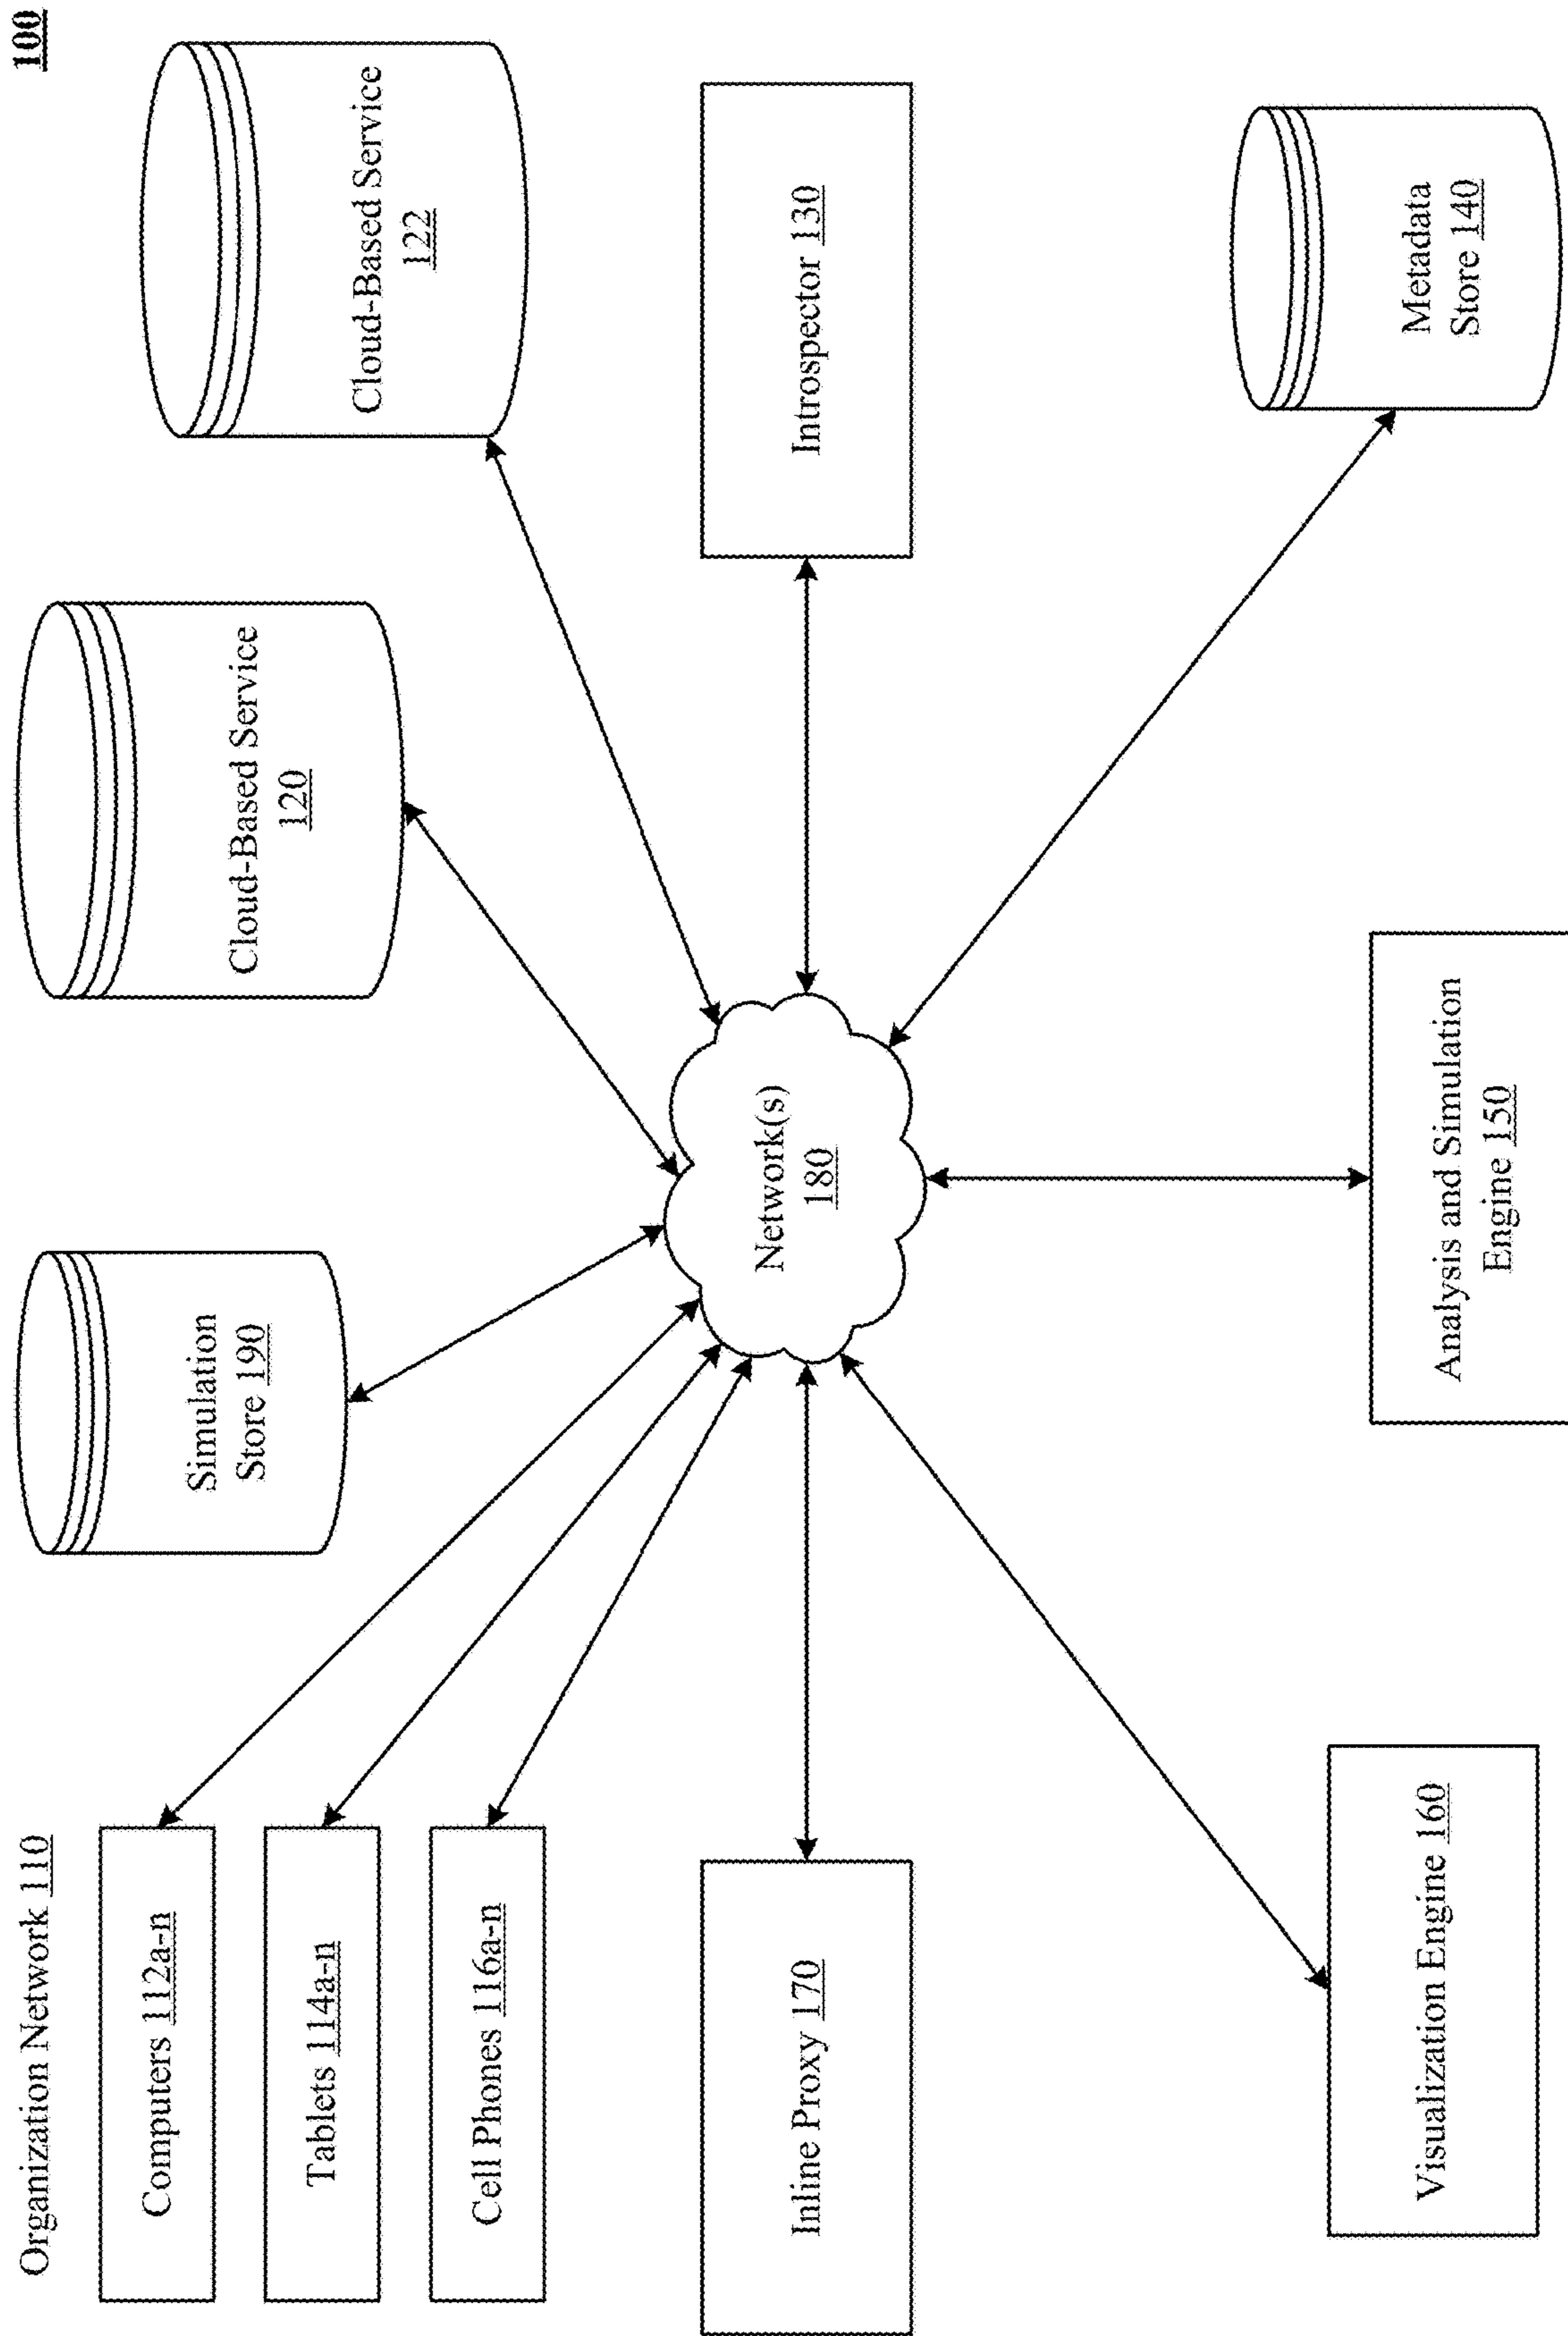 100
Organization Network 110
Computers 112a-n
Tablets 114a-n
Cell Phones 116a-n
Simulation
Store 190
Cloud-Based Service
120
Cloud-Based Service
122
Inline Proxy 170
Network(s)
180
Introspector 130
Visualization Engine 160
Analysis and Simulation
Engine 150
Metadata
Store 140